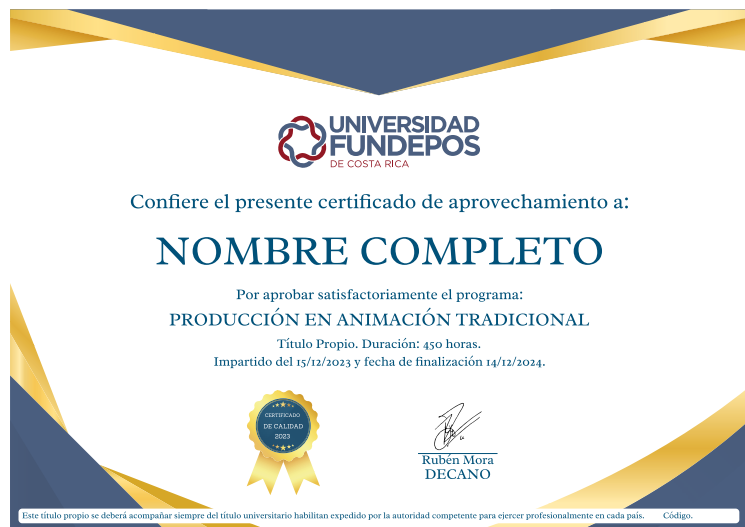 UNIVERSIDAD
FUNDEPOS
DE COSTA RICA
Confiere el presente certificado de aprovechamiento a:
NOMBRE COMPLETO
Por aprobar satisfactoriamente el programa:
PRODUCCIÓN EN ANIMACIÓN TRADICIONAL
Título Propio. Duración: 450 horas.
Impartido del 15/12/2023 y fecha de finalización 14/12/2024.
CERTIFICADO
DE CALIDAD
2023
Rubén Mora
DECANO
Este título propio se deberá acompañar siempre del título universitario habilitan expedido por la autoridad competente para ejercer profesionalmente en cada país. Código.